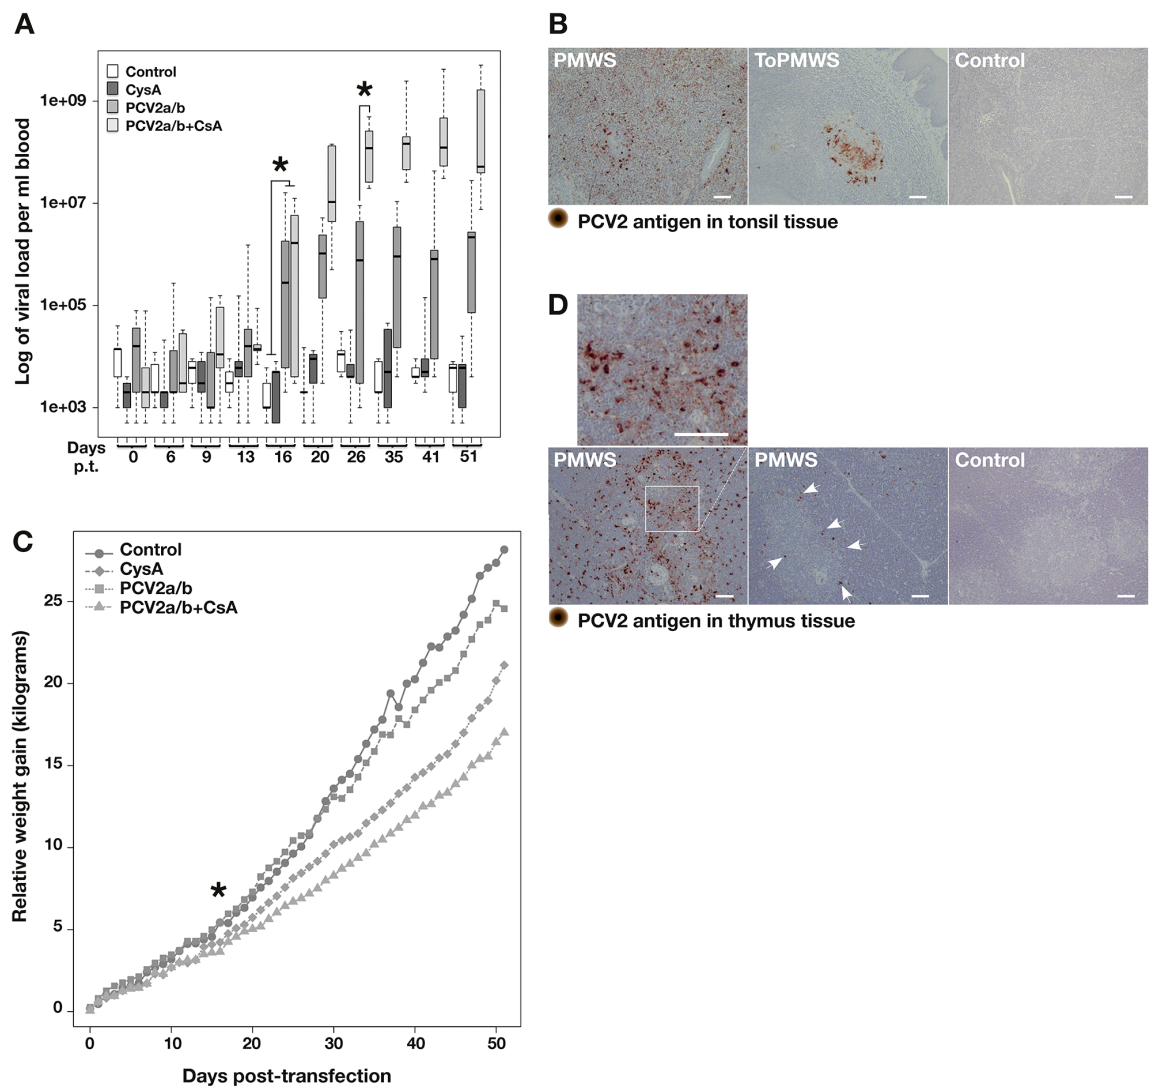 A
Log of viral load per ml blood
1e+09
1e+07
1e+05
1e+03
Control
CysA
PCV2a/b
PCV2a/b+CsA
*
*
Days
p.t.
0 6 9 13 16 20 26 35 41 51
B
PMWS
ToPMWS
Control
PCV2 antigen in tonsil tissue
C
Relative weight gain (kilograms)
25
20
15
10
5
0
Control
CysA
PCV2a/b
PCV2a/b+CsA
*
0 10 20 30 40 50
Days post-transfection
D
PMWS
PMWS
Control
PCV2 antigen in thymus tissue